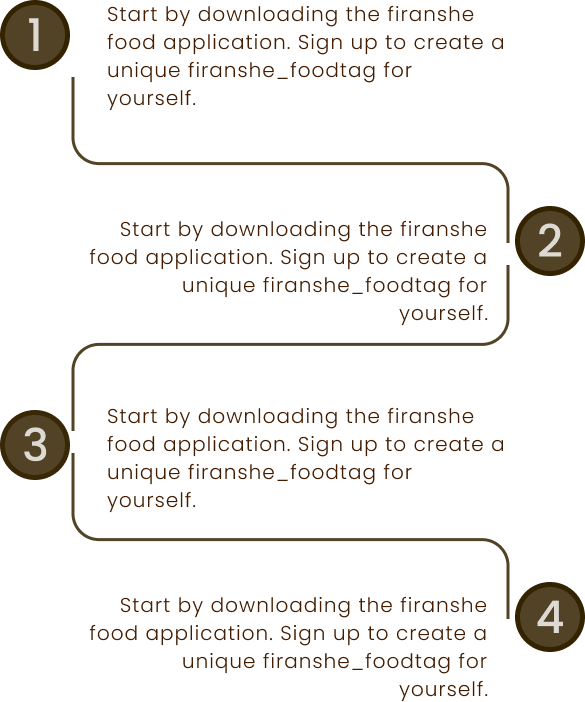 1
Start by downloading the firanshe
food application. Sign up to create a
unique firanshe_foodtag for
yourself.
2
Start by downloading the firanshe
food application. Sign up to create a
unique firanshe_foodtag for
yourself.
3
Start by downloading the firanshe
food application. Sign up to create a
unique firanshe_foodtag for
yourself.
4
Start by downloading the firanshe
food application. Sign up to create a
unique firanshe_foodtag for
yourself.